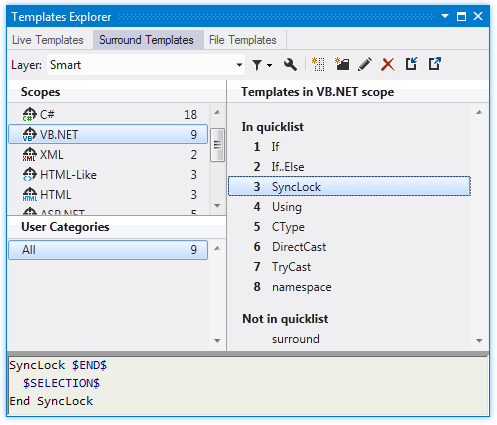 Templates Explorer
Live Templates Surround Templates File Templates
Layer: Smart
Scopes
C# 18
VB.NET 9
XML 2
HTML-Like 3
HTML 3
ASP.NET 5
User Categories
All 9
Templates in VB.NET scope
In quicklist
1 If
2 If..Else
3 SyncLock
4 Using
5 CType
6 DirectCast
7 TryCast
8 namespace
Not in quicklist
surround
SyncLock $END$
$SELECTION$
End SyncLock